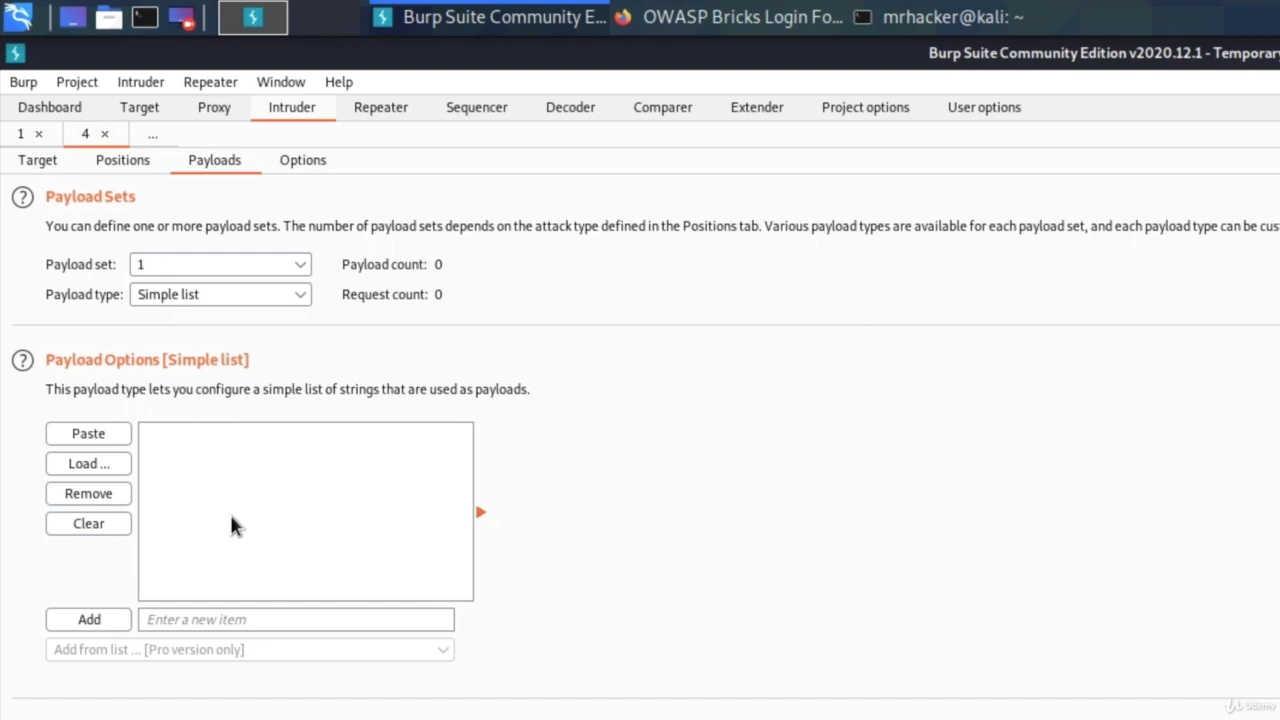 Burp Suite Community E... OWASP Bricks Login Fo... mrhacker@kali: ~
Burp Suite Community Edition v2020.12.1 - Temporary
Burp Project Intruder Repeater Window Help
Dashboard Target Proxy Intruder Repeater Sequencer Decoder Comparer Extender Project options User options
1 × 4 × ...
Target Positions Payloads Options
? Payload Sets
You can define one or more payload sets. The number of payload sets depends on the attack type defined in the Positions tab. Various payload types are available for each payload set, and each payload type can be cus
Payload set: 1 Payload count: 0
Payload type: Simple list Request count: 0
? Payload Options [Simple list]
This payload type lets you configure a simple list of strings that are used as payloads.
Paste
Load ...
Remove
Clear
Add Enter a new item
Add from list ... [Pro version only]
Udemy